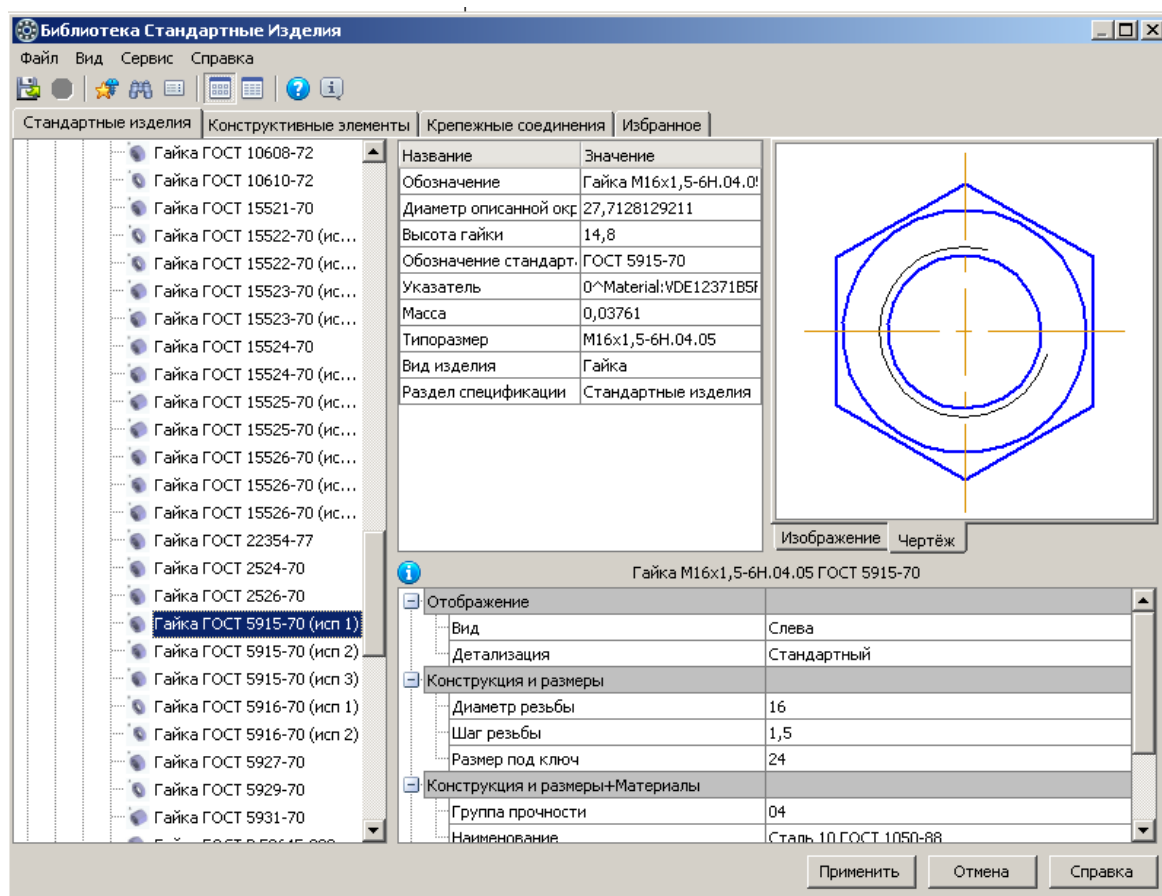 Библиотека Стандартные Изделия
Файл Вид Сервис Справка
Стандартные изделия Конструктивные элементы Крепежные соединения Избранное
Гайка ГОСТ 10608-72
Гайка ГОСТ 10610-72
Гайка ГОСТ 15521-70
Гайка ГОСТ 15522-70 (ис...
Гайка ГОСТ 15522-70 (ис...
Гайка ГОСТ 15523-70 (ис...
Гайка ГОСТ 15523-70 (ис...
Гайка ГОСТ 15524-70
Гайка ГОСТ 15524-70 (ис...
Гайка ГОСТ 15525-70 (ис...
Гайка ГОСТ 15525-70 (ис...
Гайка ГОСТ 15526-70 (ис...
Гайка ГОСТ 15526-70 (ис...
Гайка ГОСТ 15526-70 (ис...
Гайка ГОСТ 22354-77
Гайка ГОСТ 2524-70
Гайка ГОСТ 2526-70
Гайка ГОСТ 5915-70 (исп 1)
Гайка ГОСТ 5915-70 (исп 2)
Гайка ГОСТ 5915-70 (исп 3)
Гайка ГОСТ 5916-70 (исп 1)
Гайка ГОСТ 5916-70 (исп 2)
Гайка ГОСТ 5927-70
Гайка ГОСТ 5929-70
Гайка ГОСТ 5931-70
Название Значение
Обозначение Гайка М16х1,5-6Н.04.0
Диаметр описанной окр 27,7128129211
Высота гайки 14,8
Обозначение стандарт. ГОСТ 5915-70
Указатель 0^Material:VDE12371B5F
Масса 0,03761
Типоразмер М16х1,5-6Н.04.05
Вид изделия Гайка
Раздел спецификации Стандартные изделия
Изображение Чертёж
Гайка М16х1,5-6Н.04.05 ГОСТ 5915-70
Отображение
Вид Слева
Детализация Стандартный
Конструкция и размеры
Диаметр резьбы 16
Шаг резьбы 1,5
Размер под ключ 24
Конструкция и размеры+Материалы
Группа прочности 04
Наименование Сталь 10 ГОСТ 1050-88
Применить Отмена Справка